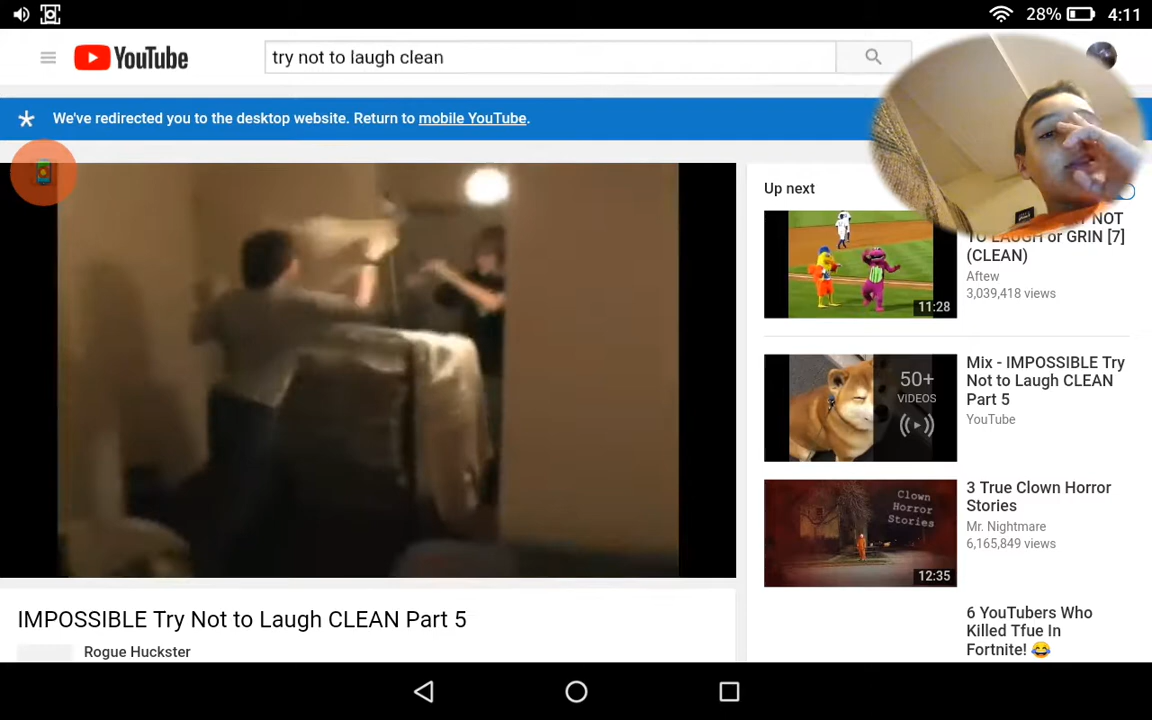 28% 4:11
YouTube
try not to laugh clean
We've redirected you to the desktop website. Return to mobile YouTube.
Up next
NOT
TO LAUGH or GRIN [7]
(CLEAN)
Aftew
3,039,418 views
11:28
Mix - IMPOSSIBLE Try
Not to Laugh CLEAN
Part 5
YouTube
50+
VIDEOS
3 True Clown Horror
Stories
Mr. Nightmare
6,165,849 views
Clown
Horror
Stories
12:35
6 YouTubers Who
Killed Tfue In
Fortnite! 😂
IMPOSSIBLE Try Not to Laugh CLEAN Part 5
Rogue Huckster